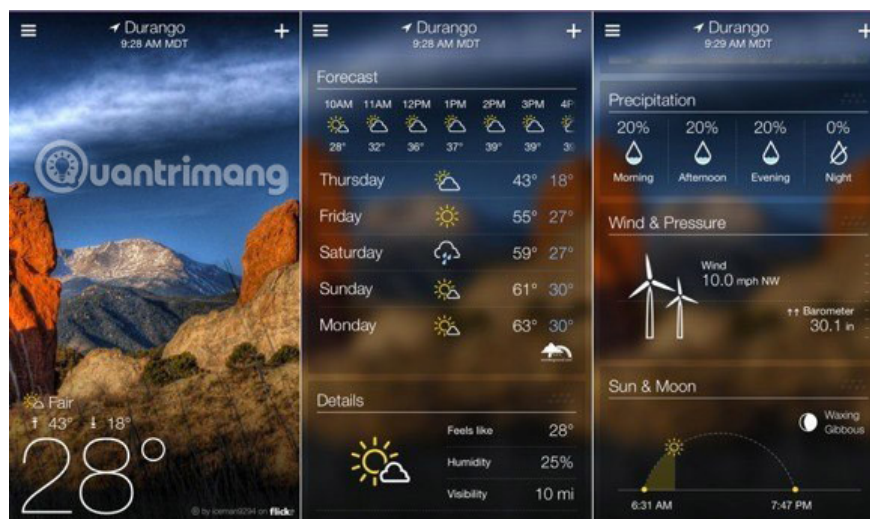 Durango
9:28 AM MDT
Quantrimang
Fair
43° 18°
28°
by iceman9294 on flickr
Durango
9:28 AM MDT
Forecast
10AM 11AM 12PM 1PM 2PM 3PM
28° 32° 36° 37° 39° 39°
Thursday 43° 18°
Friday 55° 27°
Saturday 59° 27°
Sunday 61° 30°
Monday 63° 30°
Details
Feels like 28°
Humidity 25%
Visibility 10 mi
Durango
9:29 AM MDT
Precipitation
20% 20% 20% 0%
Morning Afternoon Evening Night
Wind & Pressure
Wind
10.0 mph NW
Barometer
30.1 in
Sun & Moon
Waxing
Gibbous
6:31 AM 7:47 PM